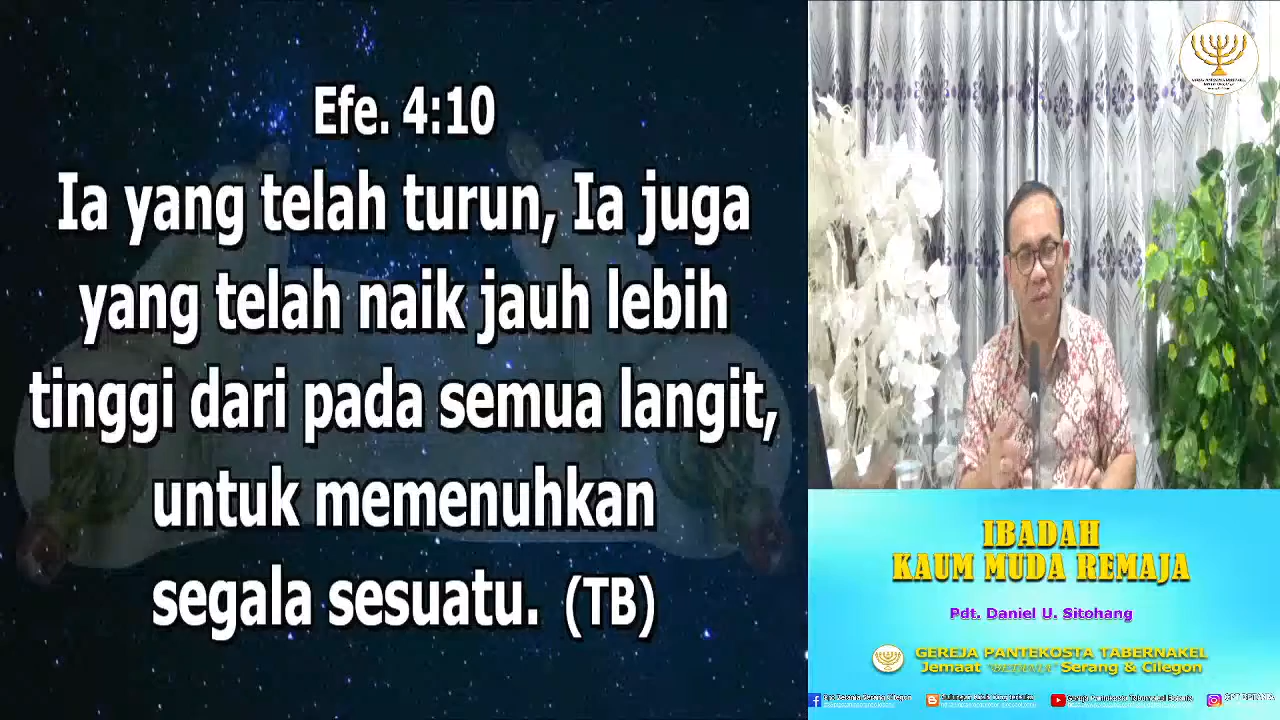 Efe. 4:10
Ia yang telah turun, Ia juga
yang telah naik jauh lebih
tinggi dari pada semua langit,
untuk memenuhkan
segala sesuatu. (TB)
IBADAH
KAUM MUDA REMAJA
Pdt. Daniel U. Sitohang
GEREJA PANTEKOSTA TABERNAKEL
Jemaat "BETANIA" Serang & Cilegon